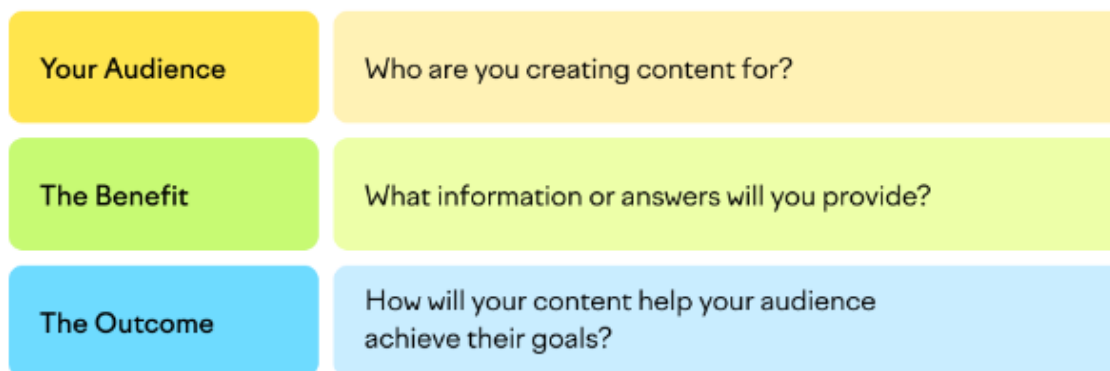 Your Audience
Who are you creating content for?
The Benefit
What information or answers will you provide?
The Outcome
How will your content help your audience
achieve their goals?